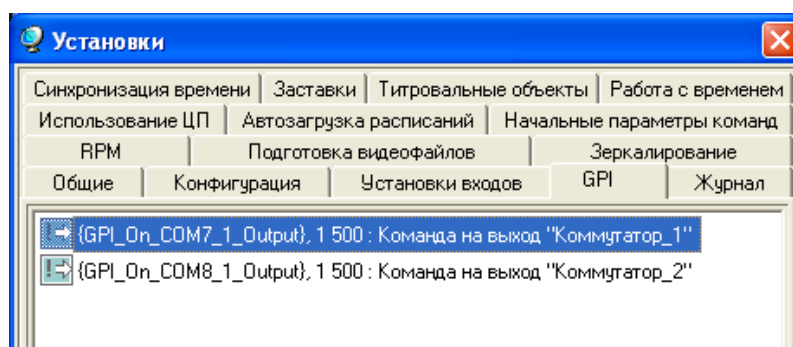 Установки
Синхронизация времени Заставки Титровальные объекты Работа с временем
Использование ЦП Автозагрузка расписаний Начальные параметры команд
RPM Подготовка видеофайлов Зеркалирование
Общие Конфигурация Установки входов GPI Журнал
{GPI_On_COM7_1_Output}, 1 500 : Команда на выход "Коммутатор_1"
{GPI_On_COM8_1_Output}, 1 500 : Команда на выход "Коммутатор_2"